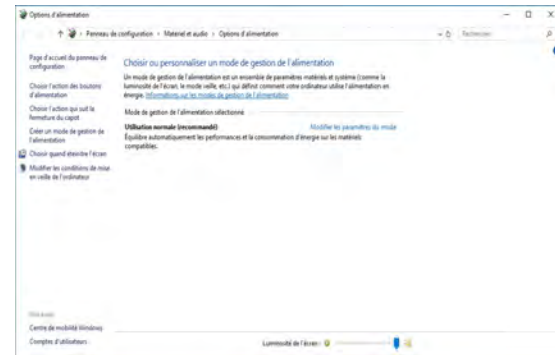 Options d'alimentation
Panneau de configuration › Matériel et audio › Options d'alimentation
Rechercher
Page d'accueil du panneau de
configuration
Choisir l'action des boutons
d'alimentation
Choisir l'action qui suit la
fermeture du capot
Créer un mode de gestion de
l'alimentation
Choisir quand éteindre l'écran
Modifier les conditions de mise
en veille de l'ordinateur
Choisir ou personnaliser un mode de gestion de l'alimentation
Un mode de gestion de l'alimentation est un ensemble de paramètres matériels et système (comme la
luminosité de l'écran, le mode veille, etc.) qui définit comment votre ordinateur utilise l'alimentation en
énergie. Informations sur les modes de gestion de l'alimentation
Mode de gestion de l'alimentation sélectionné
Utilisation normale (recommandé) Modifier les paramètres du mode
Équilibre automatiquement les performances et la consommation d'énergie sur les matériels
compatibles.
Voir aussi
Centre de mobilité Windows
Comptes d'utilisateurs
Luminosité de l'écran :